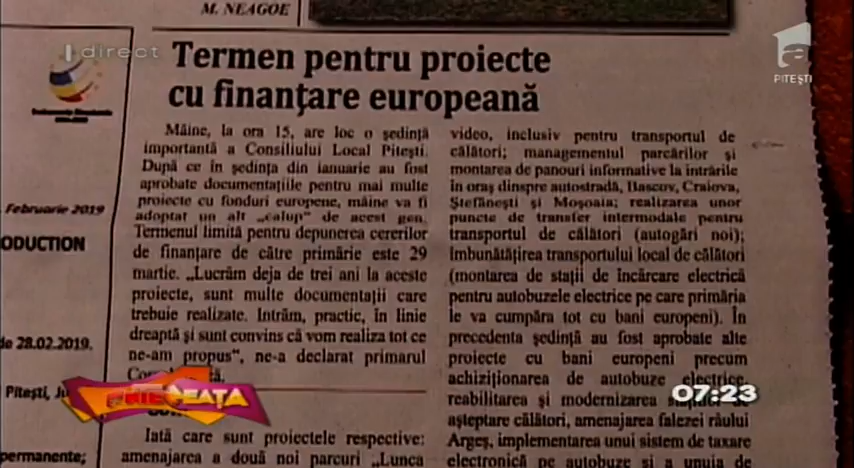 M. NEAGOE
direct
PITEȘTI
Termen pentru proiecte
cu finanțare europeană
Februarie 2019
ODUCTION
de 28.02.2019.
Pitești,
permanente;
Mâine, la ora 15, are loc o ședință
importantă a Consiliului Local Pitești.
După ce în ședința din ianuarie au fost
aprobate documentațiile pentru mai multe
proiecte cu fonduri europene, mâine va fi
adoptat un alt „calup” de acest gen.
Termenul limită pentru depunerea cererilor
de finanțare de către primărie este 29
martie. „Lucrăm deja de trei ani la aceste
proiecte, sunt multe documentații care
trebuie realizate. Intrăm, practic, în linie
dreaptă și sunt convins că vom realiza tot ce
ne-am propus”, ne-a declarat primarul
Iată care sunt proiectele respective:
amenajarea a două noi parcuri „Lunca
video, inclusiv pentru transportul de
călători; managementul parcărilor și
montarea de panouri informative la intrările
în oraș dinspre autostradă, Bascov, Craiova,
Ștefănești și Moșoaia; realizarea unor
puncte de transfer intermodale pentru
transportul de călători (autogări noi);
îmbunătățirea transportului local de călători
(montarea de stații de încărcare electrică
pentru autobuzele electrice pe care primăria
le va cumpăra tot cu bani europeni). În
precedenta ședință au fost aprobate alte
proiecte cu bani europeni precum
achiziționarea de autobuze electrice,
reabilitarea și modernizarea
așteptare călători, amenajarea falezei râului
Argeș, implementarea unui sistem de taxare
electronică pe autobuze și a unuia de
07:23